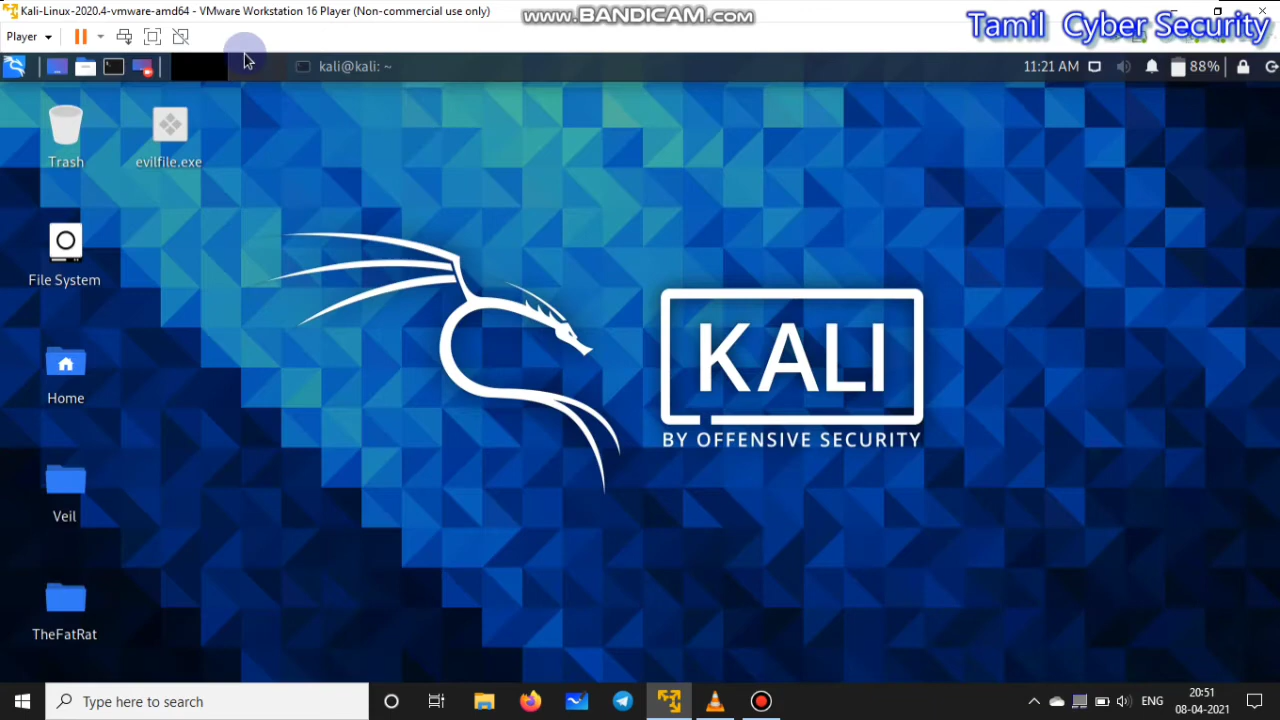 Kali-Linux-2020.4-vmware-amd64 - VMware Workstation 16 Player (Non-commercial use only)
www.BANDICAM.com
Tamil Cyber Security
Player
kali@kali: ~
11:21 AM
88%
Trash
evilfile.exe
File System
Home
Veil
TheFatRat
KALI
BY OFFENSIVE SECURITY
Type here to search
ENG
20:51
08-04-2021